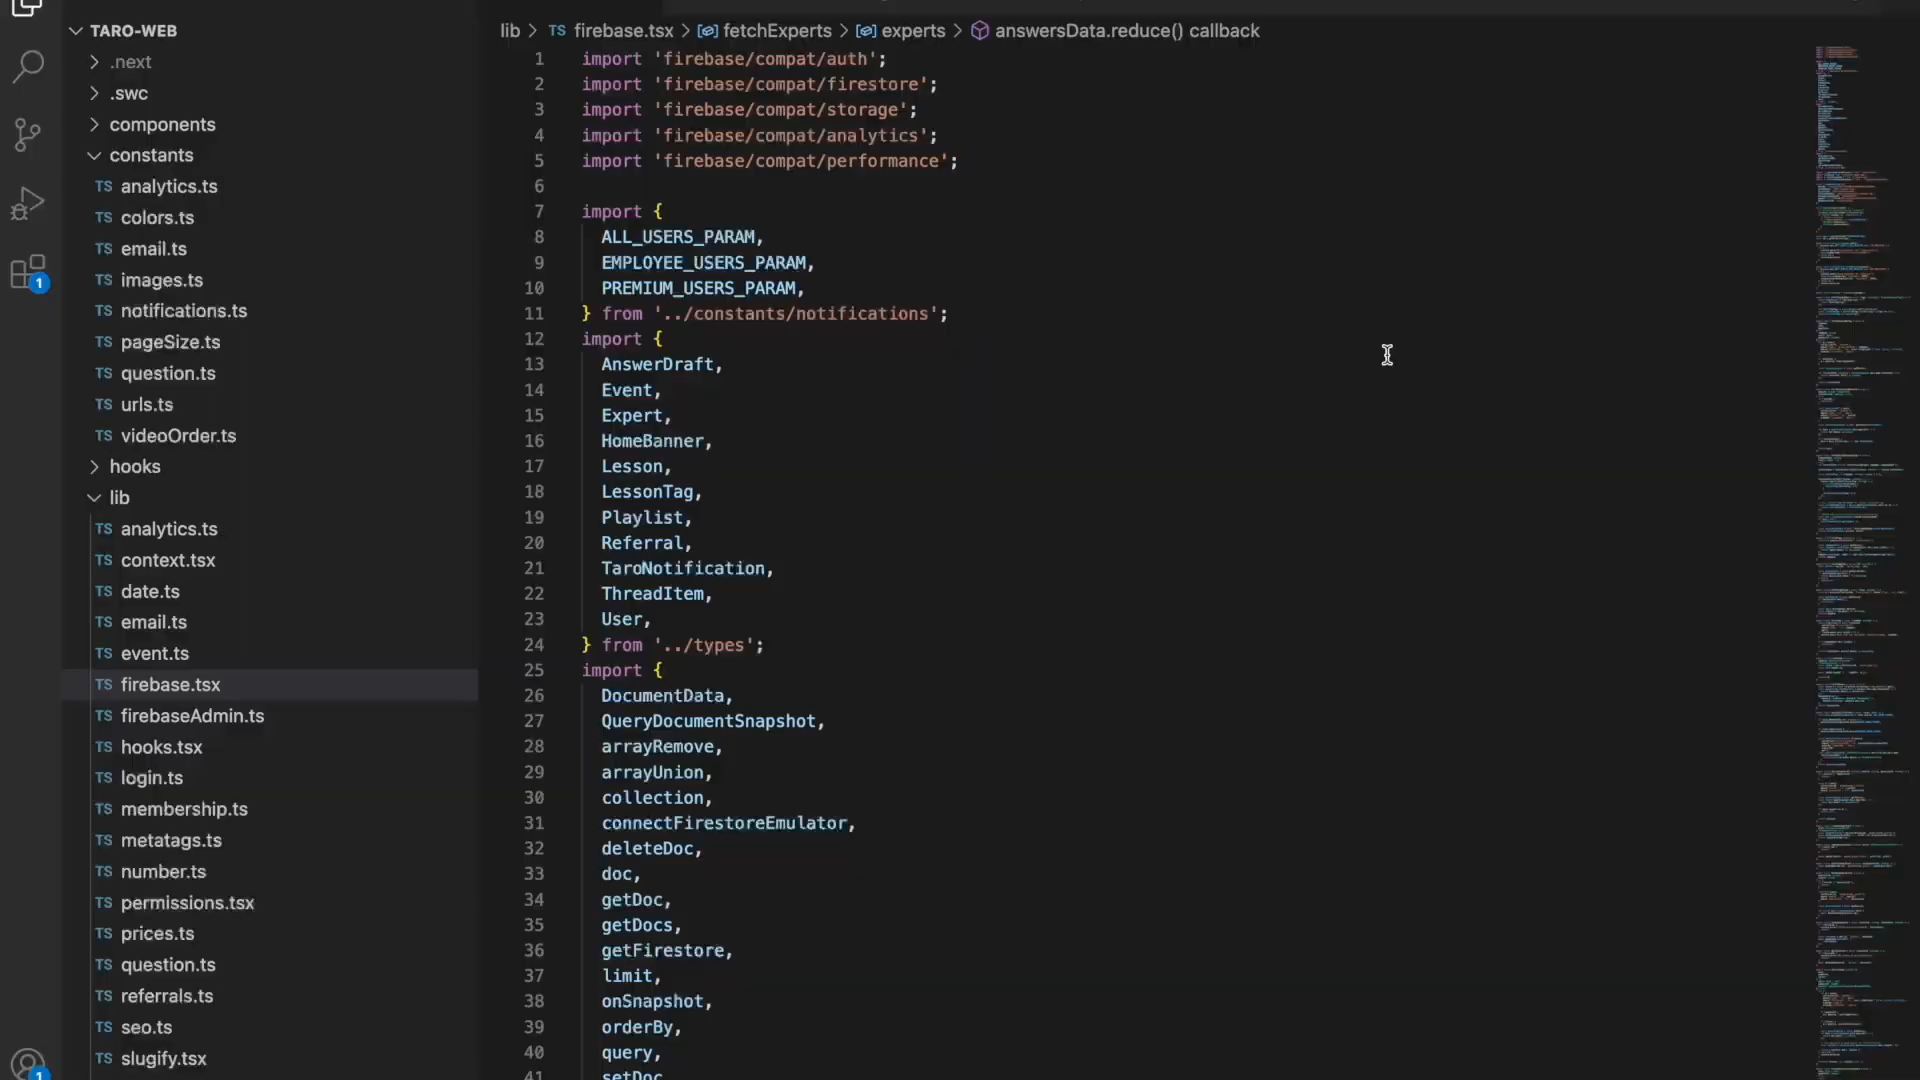 TARO-WEB
.next
.swc
components
constants
TS analytics.ts
TS colors.ts
TS email.ts
TS images.ts
TS notifications.ts
TS pageSize.ts
TS question.ts
TS urls.ts
TS videoOrder.ts
hooks
lib
TS analytics.ts
TS context.tsx
TS date.ts
TS email.ts
TS event.ts
TS firebase.tsx
TS firebaseAdmin.ts
TS hooks.tsx
TS login.ts
TS membership.ts
TS metatags.ts
TS number.ts
TS permissions.tsx
TS prices.ts
TS question.ts
TS referrals.ts
TS seo.ts
TS slugify.tsx
1
1
lib > TS firebase.tsx > fetchExperts > experts > answersData.reduce() callback
1 import 'firebase/compat/auth';
2 import 'firebase/compat/firestore';
3 import 'firebase/compat/storage';
4 import 'firebase/compat/analytics';
5 import 'firebase/compat/performance';
6
7 import {
8 ALL_USERS_PARAM,
9 EMPLOYEE_USERS_PARAM,
10 PREMIUM_USERS_PARAM,
11 } from '../constants/notifications';
12 import {
13 AnswerDraft,
14 Event,
15 Expert,
16 HomeBanner,
17 Lesson,
18 LessonTag,
19 Playlist,
20 Referral,
21 TaroNotification,
22 ThreadItem,
23 User,
24 } from '../types';
25 import {
26 DocumentData,
27 QueryDocumentSnapshot,
28 arrayRemove,
29 arrayUnion,
30 collection,
31 connectFirestoreEmulator,
32 deleteDoc,
33 doc,
34 getDoc,
35 getDocs,
36 getFirestore,
37 limit,
38 onSnapshot,
39 orderBy,
40 query,
41 setDoc